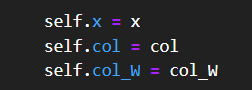 self.x = x
self.col = col
self.col_W = col_W